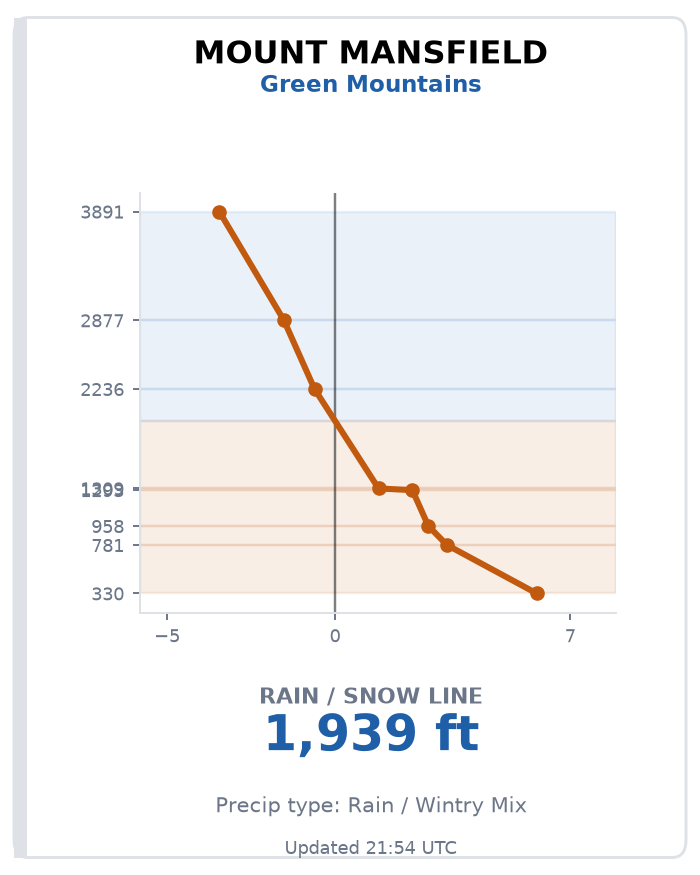 MOUNT MANSFIELD
Green Mountains
3891
2877
2236
958
781
330
−5 0 7
RAIN / SNOW LINE
1,939 ft
Precip type: Rain / Wintry Mix
Updated 21:54 UTC